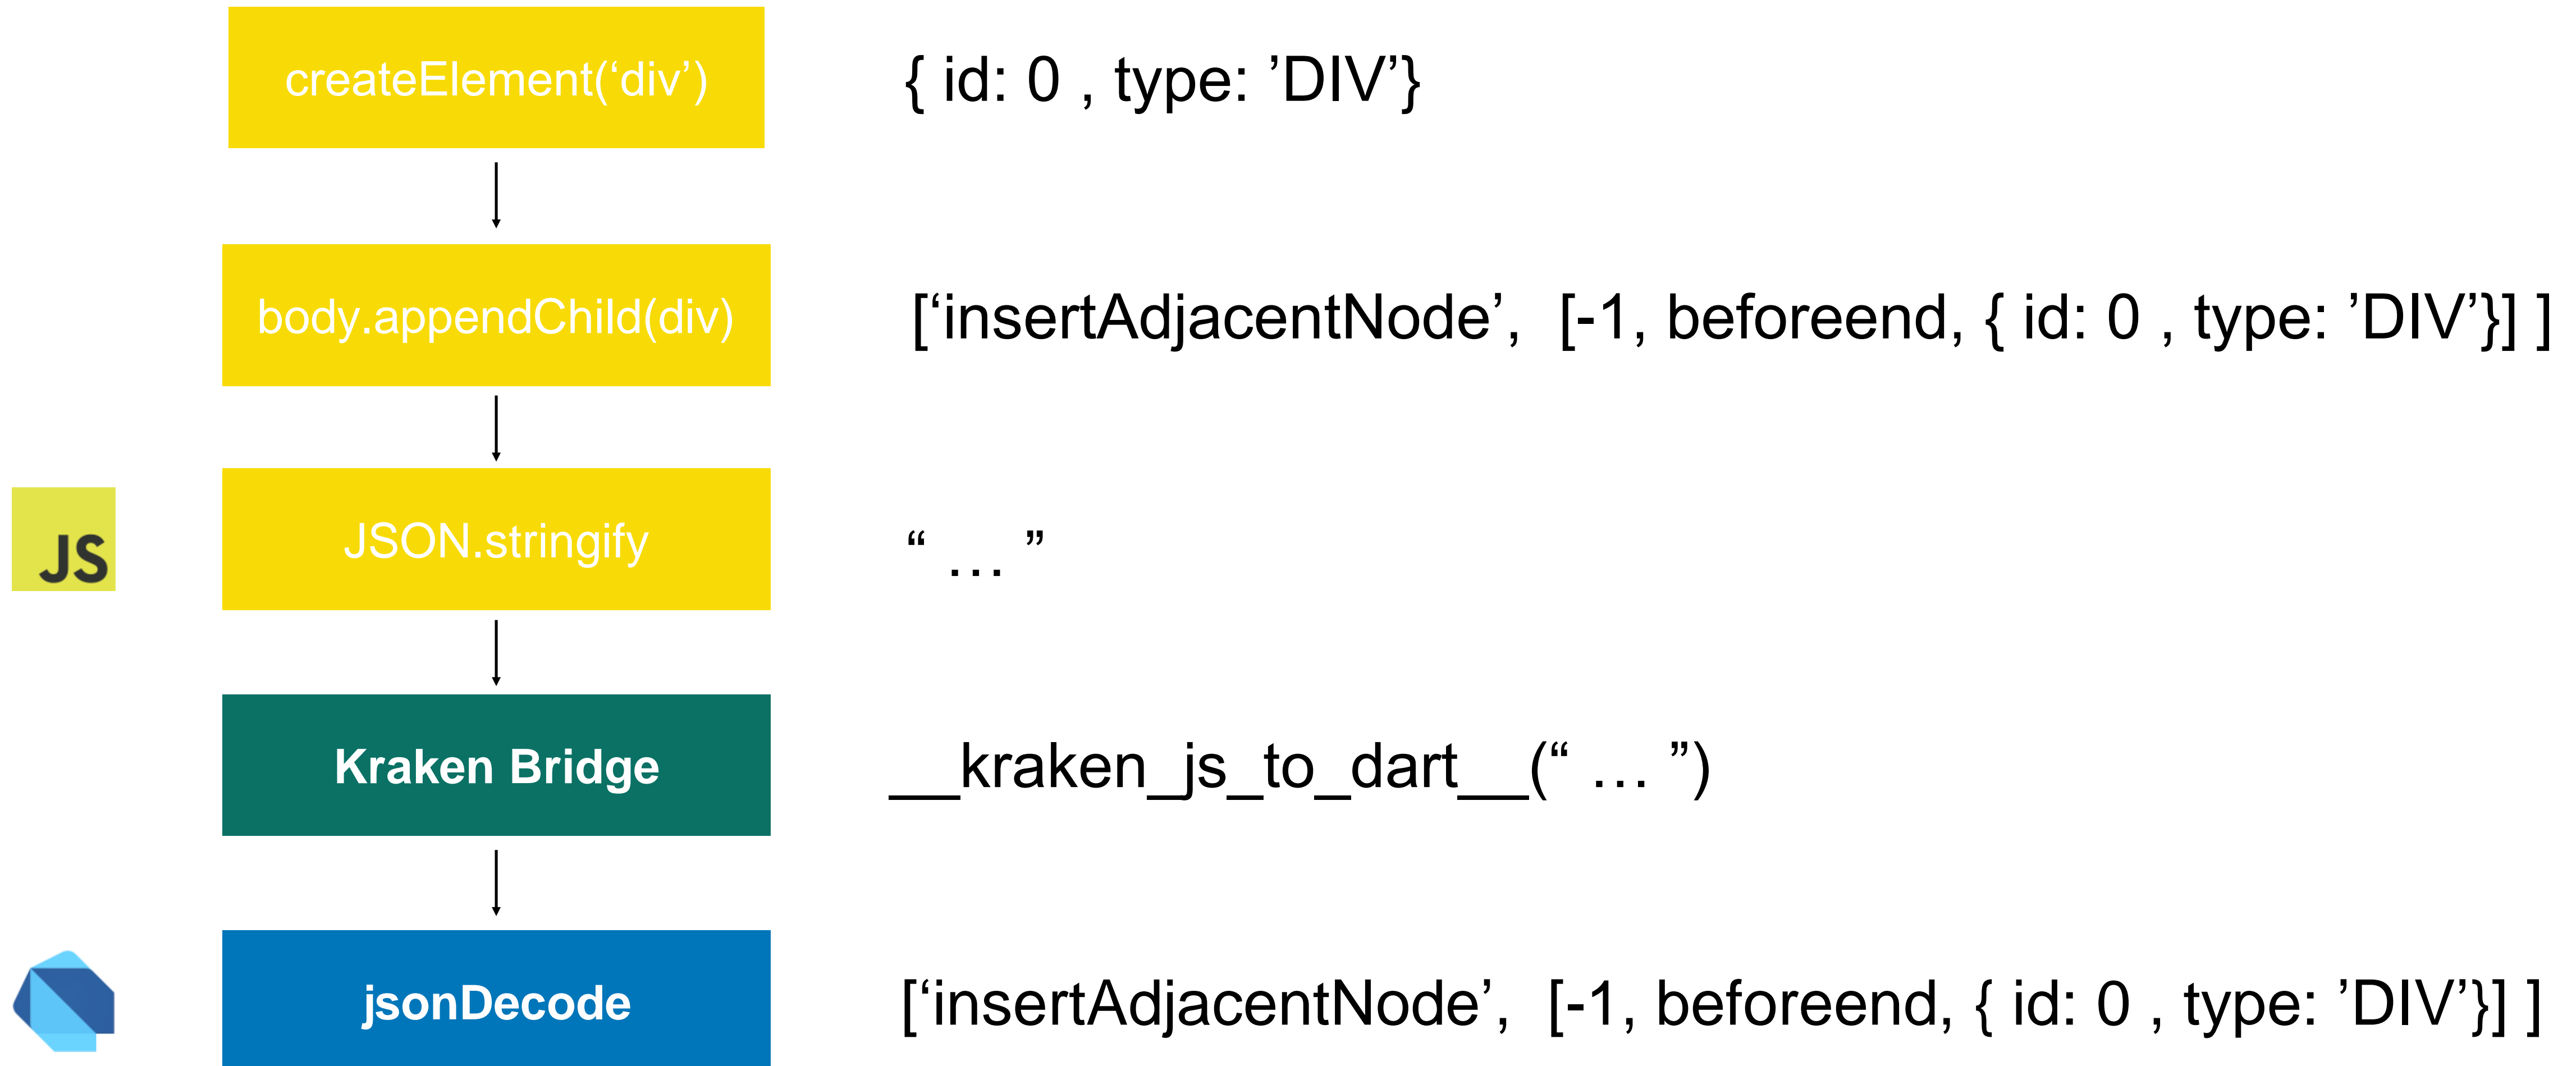 createElement(‘div’)
{ id: 0 , type: ’DIV’}
body.appendChild(div)
[‘insertAdjacentNode’, [-1, beforeend, { id: 0 , type: ’DIV’}] ]
JS
JSON.stringify
“ … ”
Kraken Bridge
__kraken_js_to_dart__(“ … ”)
jsonDecode
[‘insertAdjacentNode’, [-1, beforeend, { id: 0 , type: ’DIV’}] ]